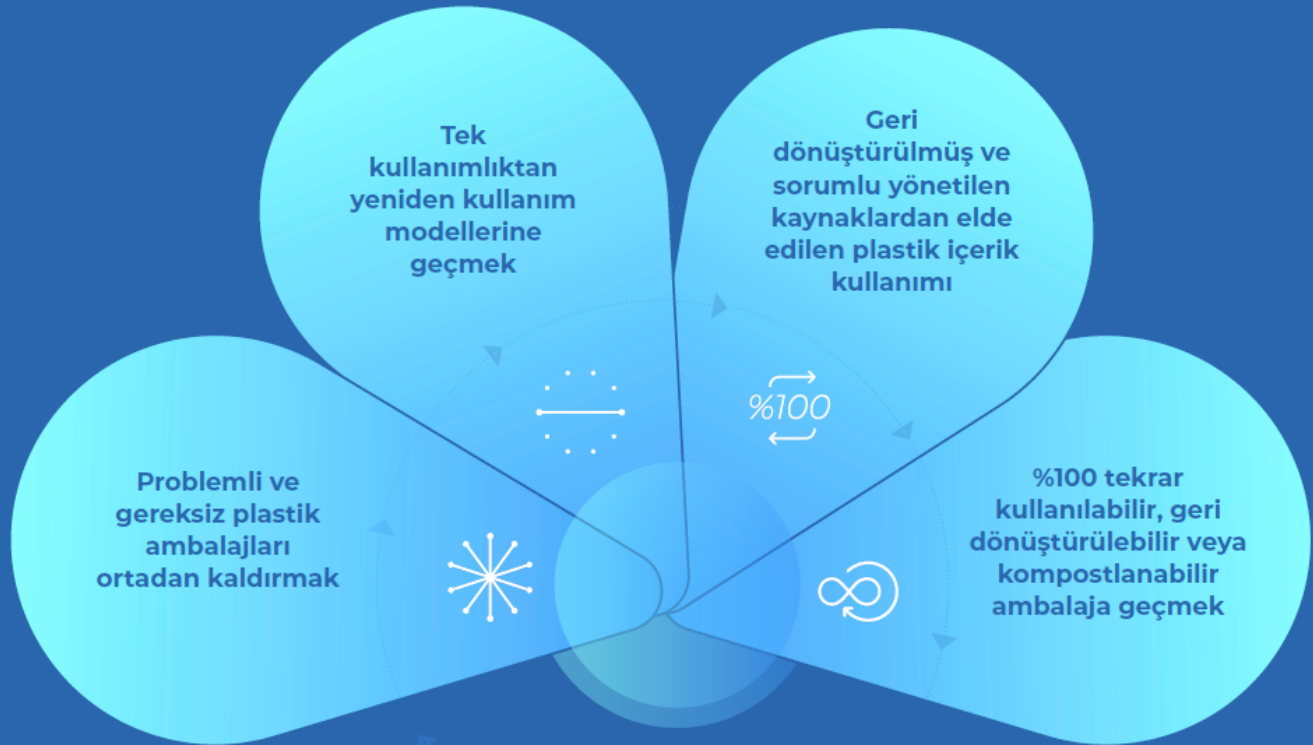 Tek
kullanımlıktan
yeniden kullanım
modellerine
geçmek
Geri
dönüştürülmüş ve
sorumlu yönetilen
kaynaklardan elde
edilen plastik içerik
kullanımı
%100
Problemli ve
gereksiz plastik
ambalajları
ortadan kaldırmak
%100 tekrar
kullanılabilir, geri
dönüştürülebilir veya
kompostlanabilir
ambalaja geçmek